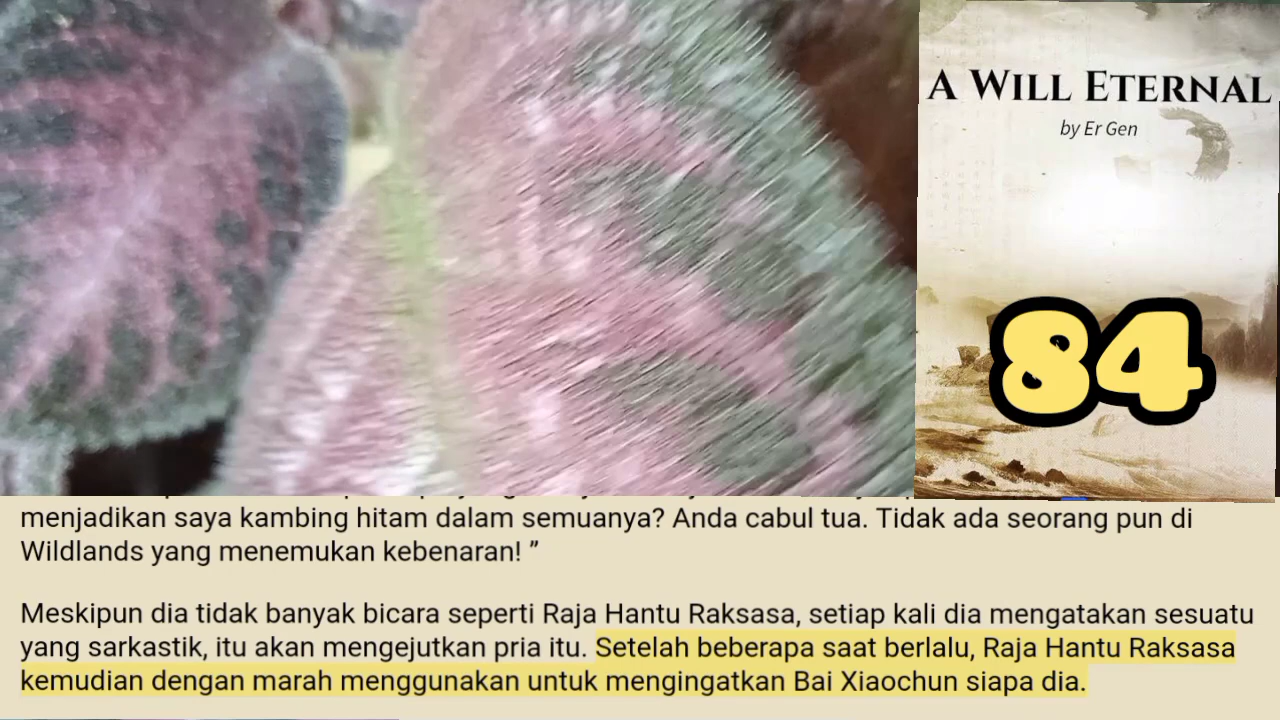 A WILL ETERNAL
by Er Gen
84
menjadikan saya kambing hitam dalam semuanya? Anda cabul tua. Tidak ada seorang pun di
Wildlands yang menemukan kebenaran! ”
Meskipun dia tidak banyak bicara seperti Raja Hantu Raksasa, setiap kali dia mengatakan sesuatu
yang sarkastik, itu akan mengejutkan pria itu. Setelah beberapa saat berlalu, Raja Hantu Raksasa
kemudian dengan marah menggunakan untuk mengingatkan Bai Xiaochun siapa dia.